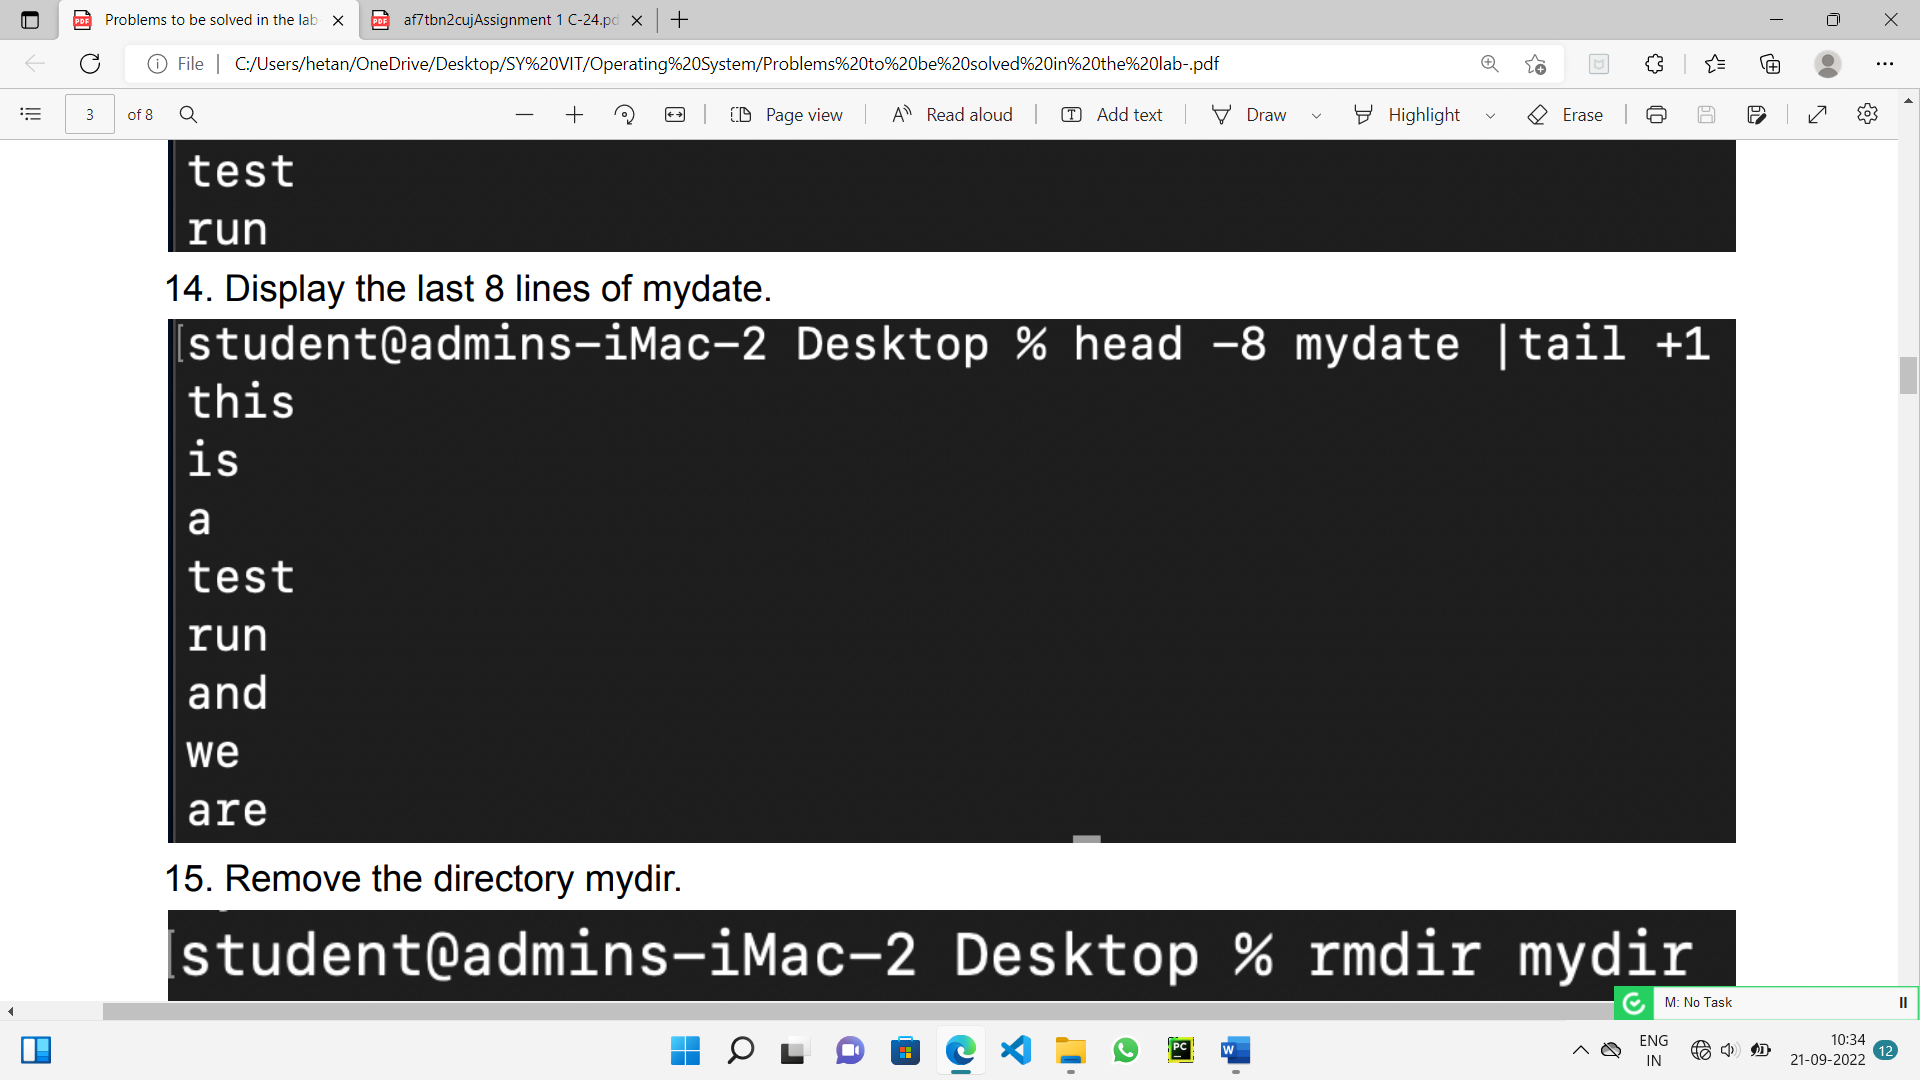 Problems to be solved in the lab
af7tbn2cujAssignment 1 C-24.pd
File
C:/Users/hetan/OneDrive/Desktop/SY%20VIT/Operating%20System/Problems%20to%20be%20solved%20in%20the%20lab-.pdf
3 of 8
Page view
Read aloud
Add text
Draw
Highlight
Erase
test
run
14. Display the last 8 lines of mydate.
[student@admins-iMac-2 Desktop % head -8 mydate |tail +1
this
is
a
test
run
and
we
are
15. Remove the directory mydir.
[student@admins-iMac-2 Desktop % rmdir mydir
M: No Task
ENG
IN
10:34
21-09-2022
12